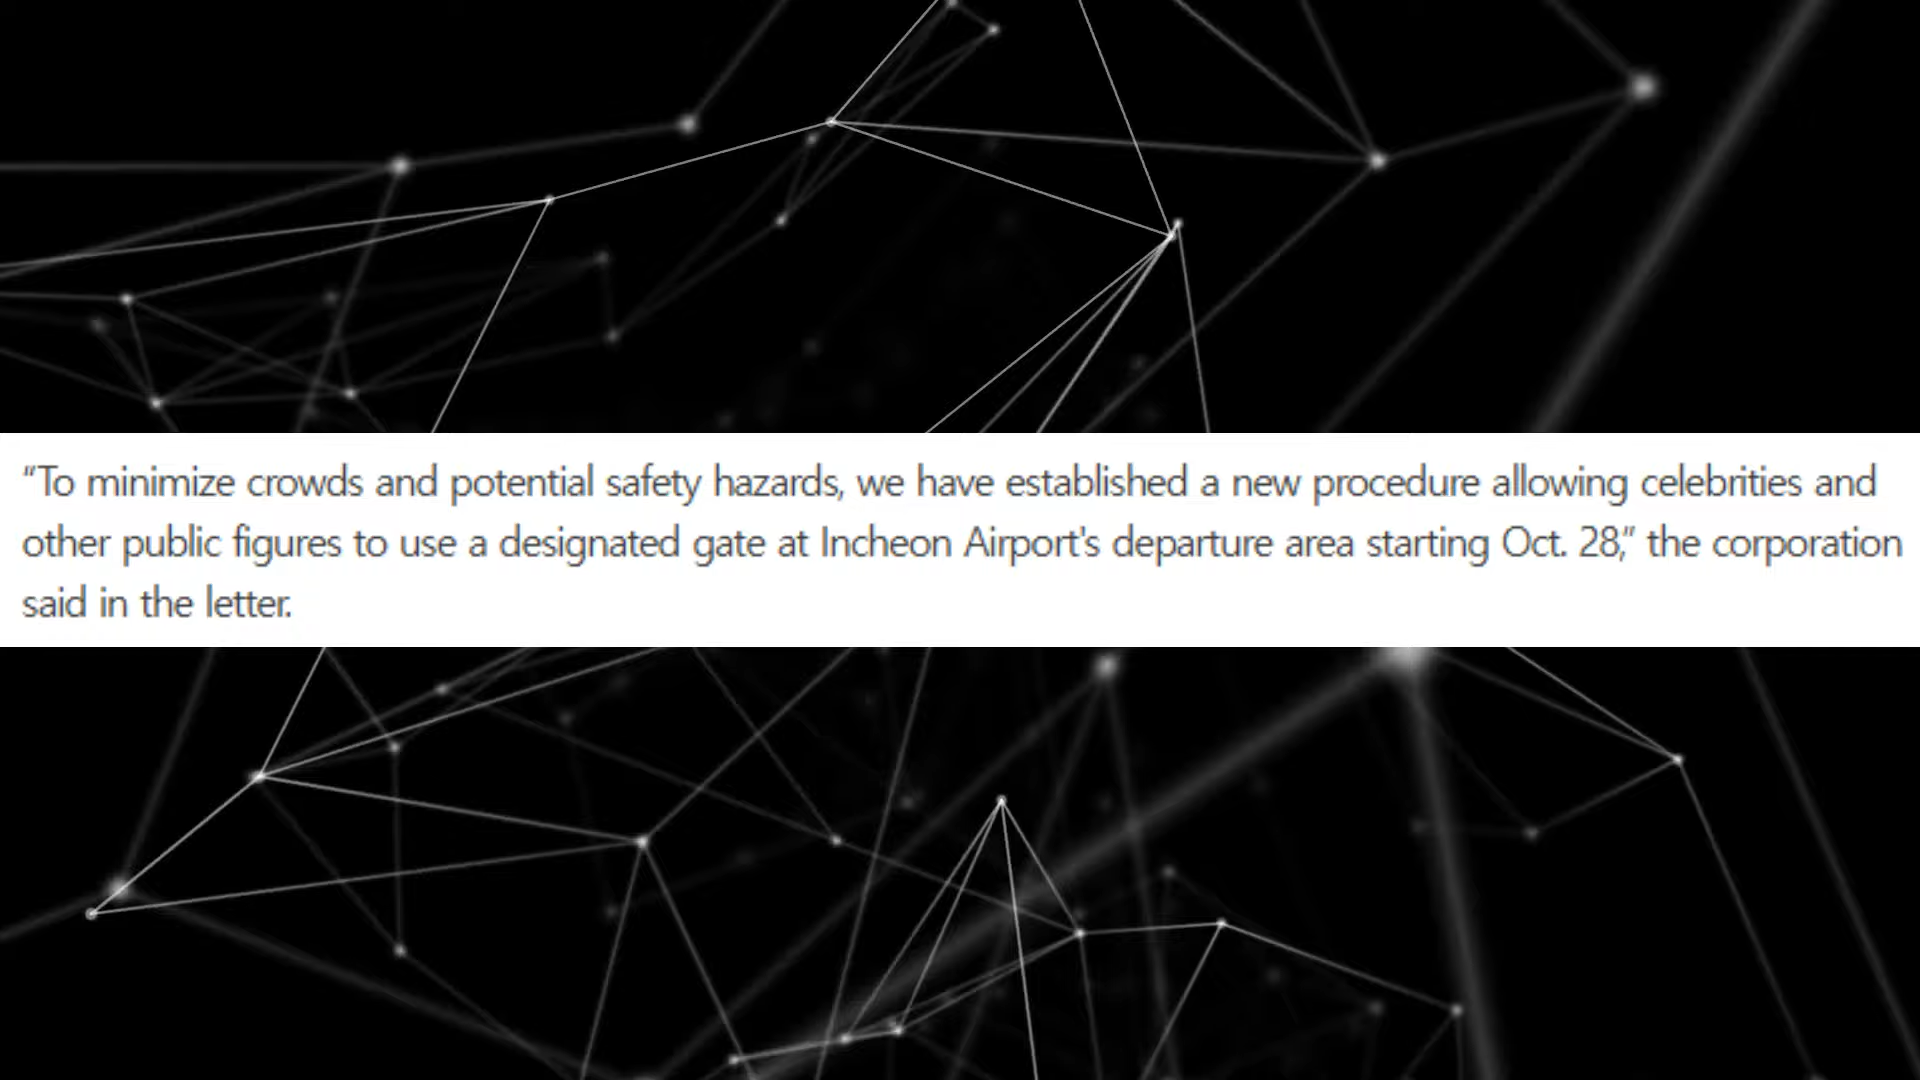 “To minimize crowds and potential safety hazards, we have established a new procedure allowing celebrities and
other public figures to use a designated gate at Incheon Airport's departure area starting Oct. 28,” the corporation
said in the letter.